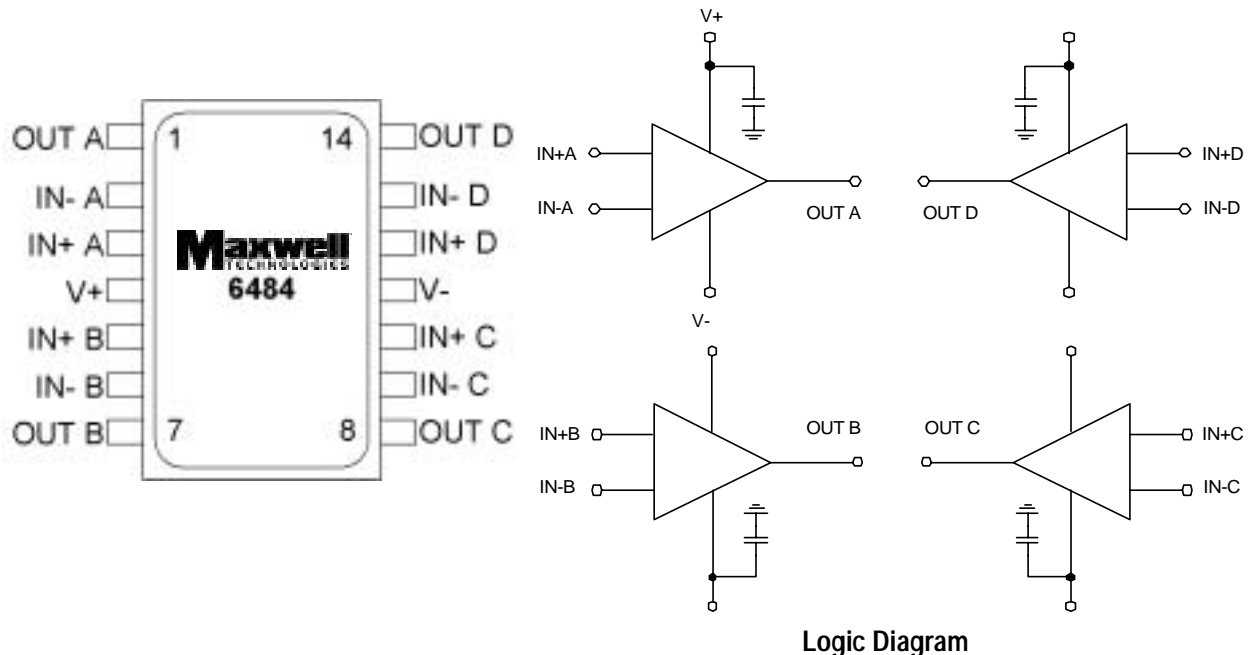 OUT A 1 14 OUT D
IN- A IN- D
IN+ A IN+ D
V+ V-
IN+ B IN+ C
IN- B IN- C
OUT B 7 8 OUT C
Maxwell
TECHNOLOGIES
6484
V+
IN+A
IN-A
OUT A
OUT D
IN+D
IN-D
V-
IN+B
IN-B
OUT B
OUT C
IN+C
IN-C
Logic Diagram